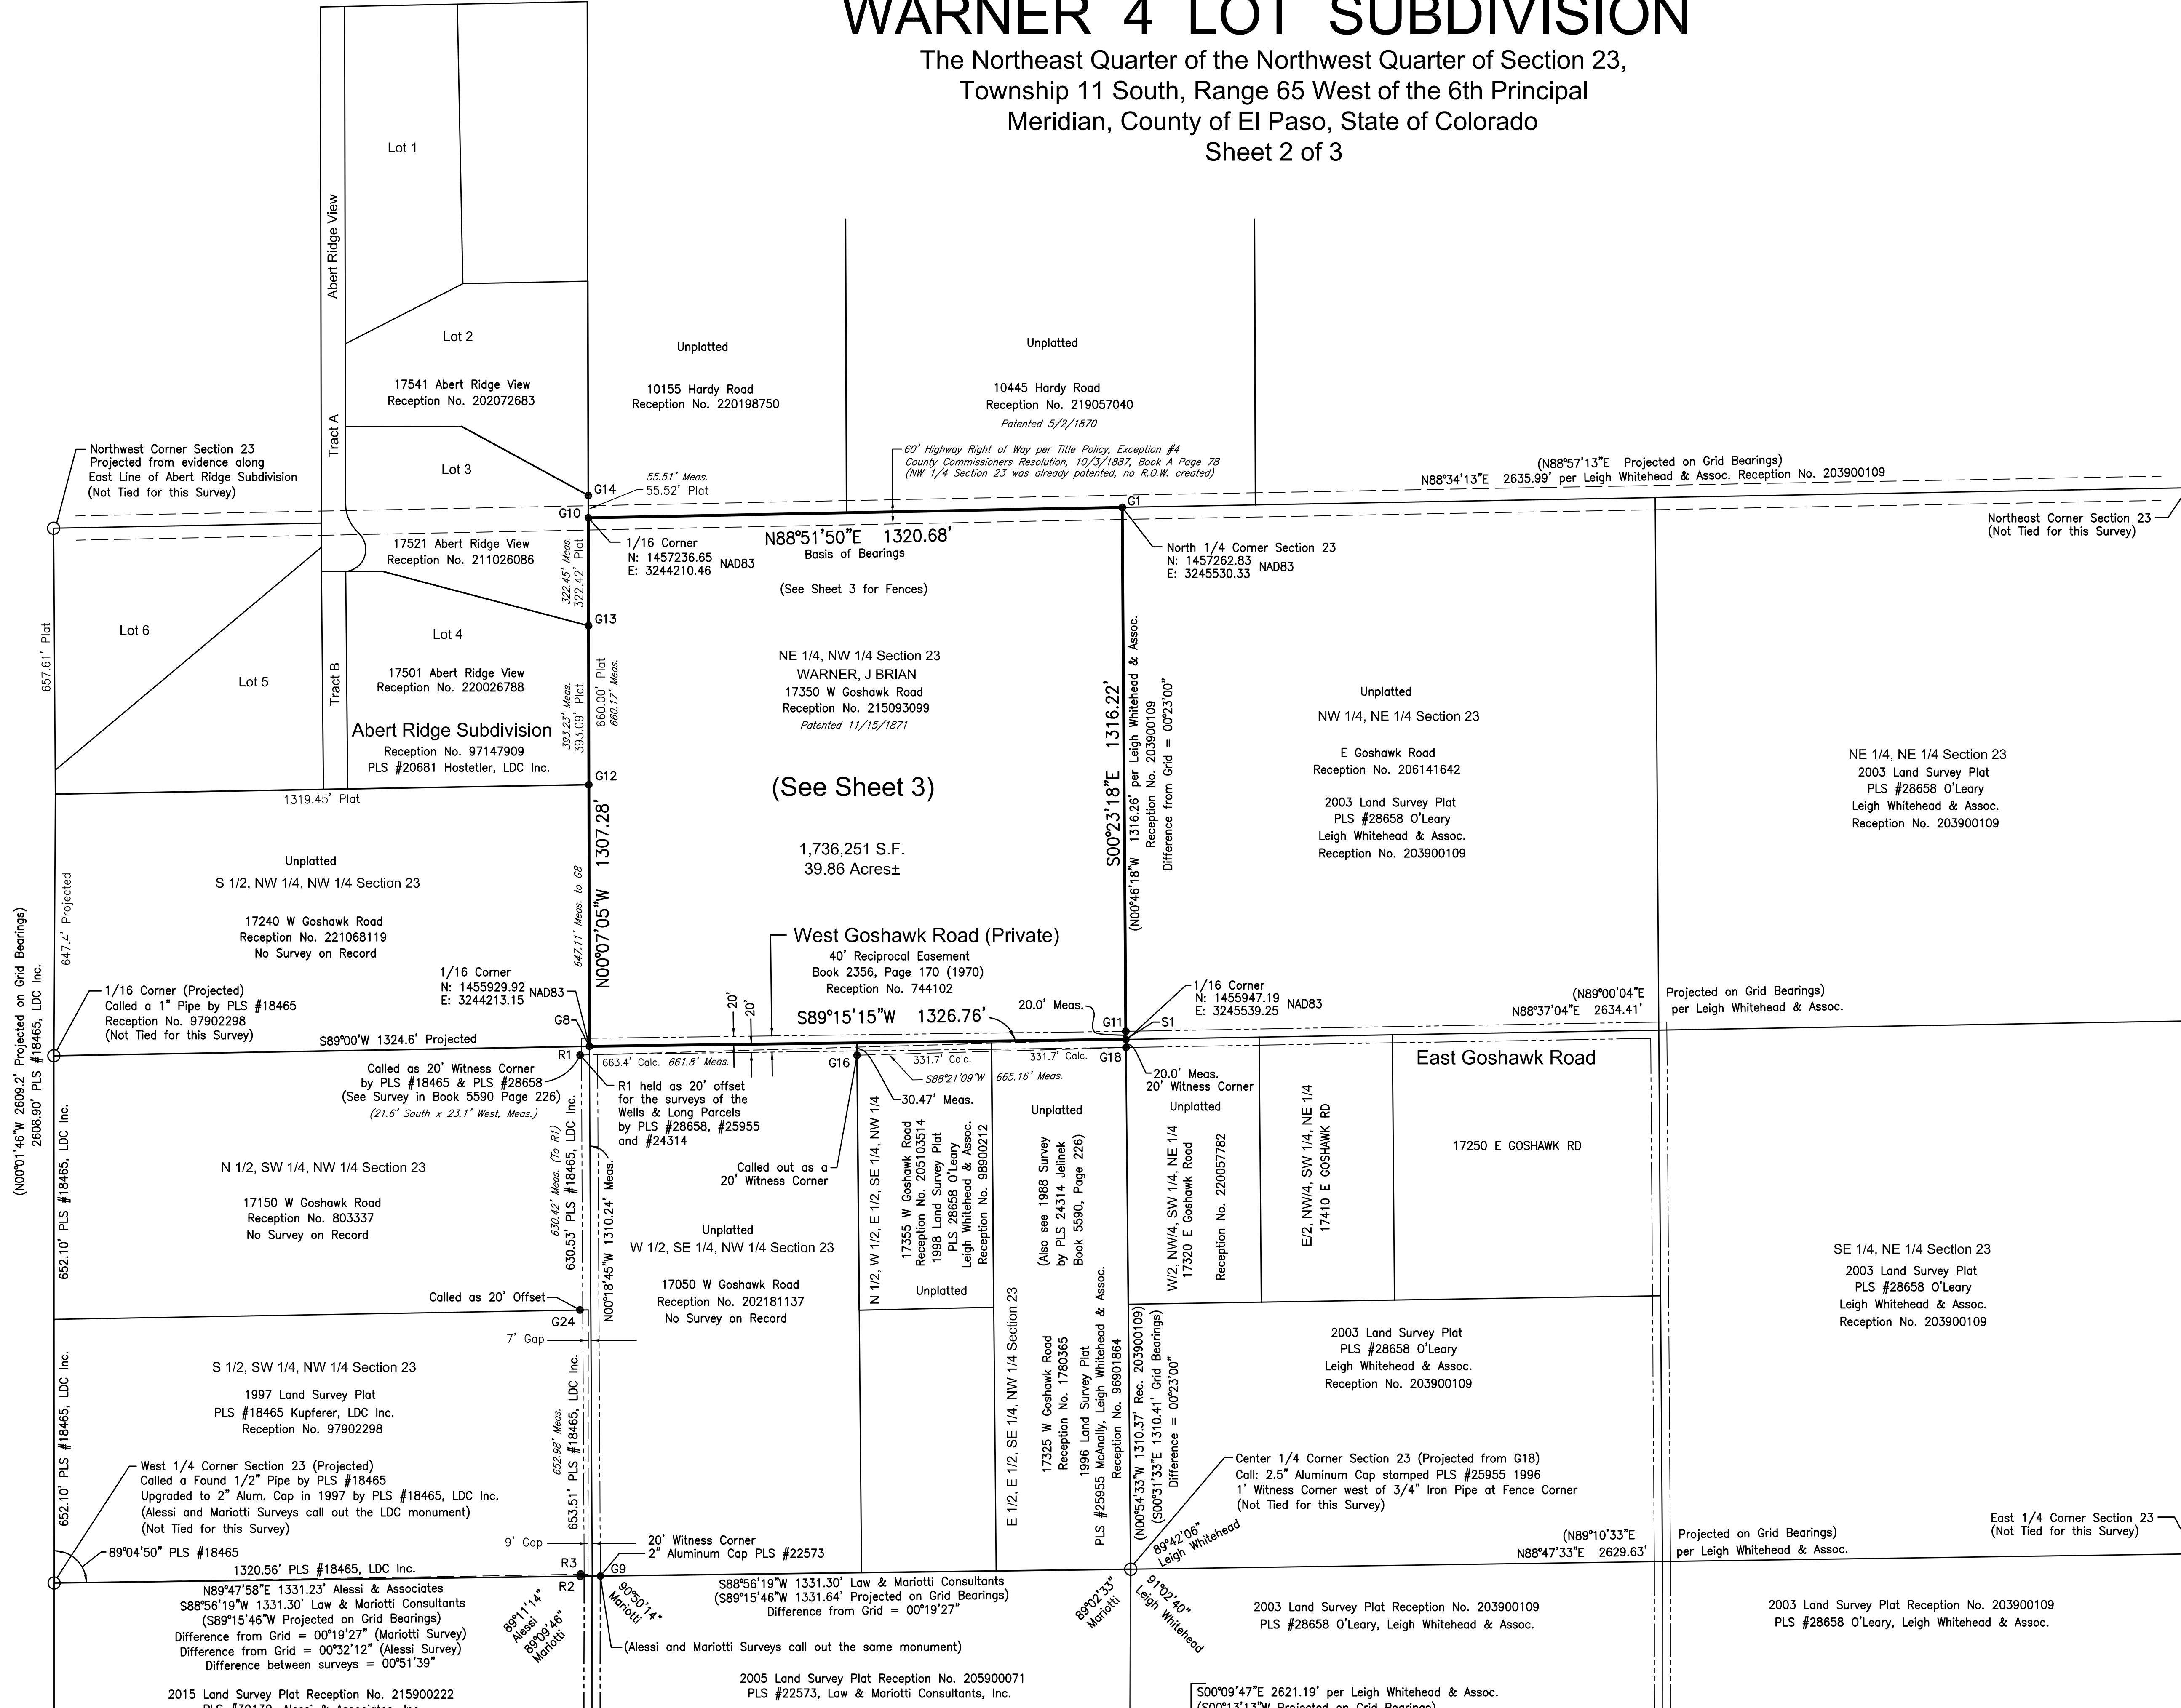 WARNER 4 LOT SUBDIVISION
The Northeast Quarter of the Northwest Quarter of Section 23,
Township 11 South, Range 65 West of the 6th Principal
Meridian, County of El Paso, State of Colorado
Sheet 2 of 3
Abert Ridge View
Lot 1
Lot 2
17541 Abert Ridge View
Reception No. 202072683
Tract A
Lot 3
Unplatted
10155 Hardy Road
Reception No. 220198750
Unplatted
10445 Hardy Road
Reception No. 219057040
Patented 5/2/1870
60' Highway Right of Way per Title Policy, Exception #4
County Commissioners Resolution, 10/3/1887, Book A Page 78
(NW 1/4 Section 23 was already patented, no R.O.W. created)
Northwest Corner Section 23
Projected from evidence along
East Line of Abert Ridge Subdivision
(Not Tied for this Survey)
55.51' Meas.
55.52' Plat
G14
G10
G1
(N88°57'13"E Projected on Grid Bearings)
N88°34'13"E 2635.99' per Leigh Whitehead & Assoc. Reception No. 203900109
Northeast Corner Section 23
(Not Tied for this Survey)
17521 Abert Ridge View
Reception No. 211026086
322.45' Meas.
322.42' Plat
1/16 Corner
N: 1457236.65
E: 3244210.46
NAD83
N88°51'50"E 1320.68'
Basis of Bearings
(See Sheet 3 for Fences)
North 1/4 Corner Section 23
N: 1457262.83
E: 3245530.33
NAD83
G13
657.61' Plat
Lot 6
Lot 5
Tract B
Lot 4
17501 Abert Ridge View
Reception No. 220026788
Abert Ridge Subdivision
Reception No. 97147909
PLS #20681 Hostetler, LDC Inc.
393.23' Meas.
393.09' Plat
660.00' Plat
660.17' Meas.
NE 1/4, NW 1/4 Section 23
WARNER, J BRIAN
17350 W Goshawk Road
Reception No. 215093099
Patented 11/15/1871
(See Sheet 3)
1,736,251 S.F.
39.86 Acres±
S00°23'18"E 1316.22'
(N00°46'18"W 1316.26' per Leigh Whitehead & Assoc.
Reception No. 203900109
Difference from Grid = 00°23'00"
Unplatted
NW 1/4, NE 1/4 Section 23
E Goshawk Road
Reception No. 206141642
2003 Land Survey Plat
PLS #28658 O'Leary
Leigh Whitehead & Assoc.
Reception No. 203900109
NE 1/4, NE 1/4 Section 23
2003 Land Survey Plat
PLS #28658 O'Leary
Leigh Whitehead & Assoc.
Reception No. 203900109
G12
1319.45' Plat
Unplatted
S 1/2, NW 1/4, NW 1/4 Section 23
17240 W Goshawk Road
Reception No. 221068119
No Survey on Record
647.11' Meas. to G8
N00°07'05"W 1307.28'
647.4' Projected
(N00°01'46"W 2609.2' Projected on Grid Bearings)
2608.90' PLS #18465, LDC Inc.
1/16 Corner (Projected)
Called a 1" Pipe by PLS #18465
Reception No. 97902298
(Not Tied for this Survey)
1/16 Corner
N: 1455929.92
E: 3244213.15
NAD83
G8
S89°00'W 1324.6' Projected
West Goshawk Road (Private)
40' Reciprocal Easement
Book 2356, Page 170 (1970)
Reception No. 744102
20'
20'
S89°15'15"W 1326.76'
20.0' Meas.
G11
S1
1/16 Corner
N: 1455947.19
E: 3245539.25
NAD83
(N89°00'04"E Projected on Grid Bearings)
N88°37'04"E 2634.41' per Leigh Whitehead & Assoc.
R1
663.4' Calc. 661.8' Meas.
G16
331.7' Calc.
331.7' Calc.
G18
S88°21'09"W 665.16' Meas.
30.47' Meas.
20.0' Meas.
20' Witness Corner
East Goshawk Road
Called as 20' Witness Corner
by PLS #18465 & PLS #28658
(See Survey in Book 5590 Page 226)
(21.6' South x 23.1' West, Meas.)
R1 held as 20' offset
for the surveys of the
Wells & Long Parcels
by PLS #28658, #25955
and #24314
652.10' PLS #18465, LDC Inc.
N 1/2, SW 1/4, NW 1/4 Section 23
17150 W Goshawk Road
Reception No. 803337
No Survey on Record
630.42' Meas. (To R1)
630.53' PLS #18465, LDC Inc.
N00°18'45"W 1310.24' Meas.
Called out as a
20' Witness Corner
Unplatted
W 1/2, SE 1/4, NW 1/4 Section 23
17050 W Goshawk Road
Reception No. 202181137
No Survey on Record
N 1/2, W 1/2, E 1/2, SE 1/4, NW 1/4
17355 W Goshawk Road
Reception No. 205103514
1998 Land Survey Plat
PLS 28658 O'Leary
Leigh Whitehead & Assoc.
Reception No. 98900212
Unplatted
Unplatted
(Also see 1988 Survey
by PLS 24314 Jelinek
Book 5590, Page 226)
E 1/2, E 1/2, SE 1/4, NW 1/4 Section 23
17325 W Goshawk Road
Reception No. 1780365
1996 Land Survey Plat
PLS #25955 McAnally, Leigh Whitehead & Assoc.
Reception No. 96901864
Unplatted
W/2, NW/4, SW 1/4, NE 1/4
17320 E Goshawk Road
Reception No. 220057782
E/2, NW/4, SW 1/4, NE 1/4
17410 E GOSHAWK RD
17250 E GOSHAWK RD
SE 1/4, NE 1/4 Section 23
2003 Land Survey Plat
PLS #28658 O'Leary
Leigh Whitehead & Assoc.
Reception No. 203900109
Called as 20' Offset
G24
7' Gap
S 1/2, SW 1/4, NW 1/4 Section 23
1997 Land Survey Plat
PLS #18465 Kupferer, LDC Inc.
Reception No. 97902298
652.10' PLS #18465, LDC Inc.
652.98' Meas.
653.51' PLS #18465, LDC Inc.
(N00°54'33"W 1310.37' Rec. 203900109)
(S00°31'33"E 1310.41' Grid Bearings)
Difference = 00°23'00"
2003 Land Survey Plat
PLS #28658 O'Leary
Leigh Whitehead & Assoc.
Reception No. 203900109
West 1/4 Corner Section 23 (Projected)
Called a Found 1/2" Pipe by PLS #18465
Upgraded to 2" Alum. Cap in 1997 by PLS #18465, LDC Inc.
(Alessi and Mariotti Surveys call out the LDC monument)
(Not Tied for this Survey)
Center 1/4 Corner Section 23 (Projected from G18)
Call: 2.5" Aluminum Cap stamped PLS #25955 1996
1' Witness Corner west of 3/4" Iron Pipe at Fence Corner
(Not Tied for this Survey)
East 1/4 Corner Section 23
(Not Tied for this Survey)
9' Gap
20' Witness Corner
2" Aluminum Cap PLS #22573
89°04'50" PLS #18465
1320.56' PLS #18465, LDC Inc.
R3
R2
G9
89°42'06"
Leigh Whitehead
(N89°10'33"E Projected on Grid Bearings)
N88°47'33"E 2629.63' per Leigh Whitehead & Assoc.
N89°47'58"E 1331.23' Alessi & Associates
S88°56'19"W 1331.30' Law & Mariotti Consultants
(S89°15'46"W Projected on Grid Bearings)
Difference from Grid = 00°19'27" (Mariotti Survey)
Difference from Grid = 00°32'12" (Alessi Survey)
Difference between surveys = 00°51'39"
89°11'14"
Alessi
89°09'46"
Mariotti
90°50'14"
Mariotti
S88°56'19"W 1331.30' Law & Mariotti Consultants
(S89°15'46"W 1331.64' Projected on Grid Bearings)
Difference from Grid = 00°19'27"
89°02'33"
Mariotti
91°02'40"
Leigh Whitehead
(Alessi and Mariotti Surveys call out the same monument)
2003 Land Survey Plat Reception No. 203900109
PLS #28658 O'Leary, Leigh Whitehead & Assoc.
2003 Land Survey Plat Reception No. 203900109
PLS #28658 O'Leary, Leigh Whitehead & Assoc.
2015 Land Survey Plat Reception No. 215900222
PLS #30130, Alessi & Associates, Inc.
2005 Land Survey Plat Reception No. 205900071
PLS #22573, Law & Mariotti Consultants, Inc.
S00°09'47"E 2621.19' per Leigh Whitehead & Assoc.
(S00°13'13"W Projected on Grid Bearings)